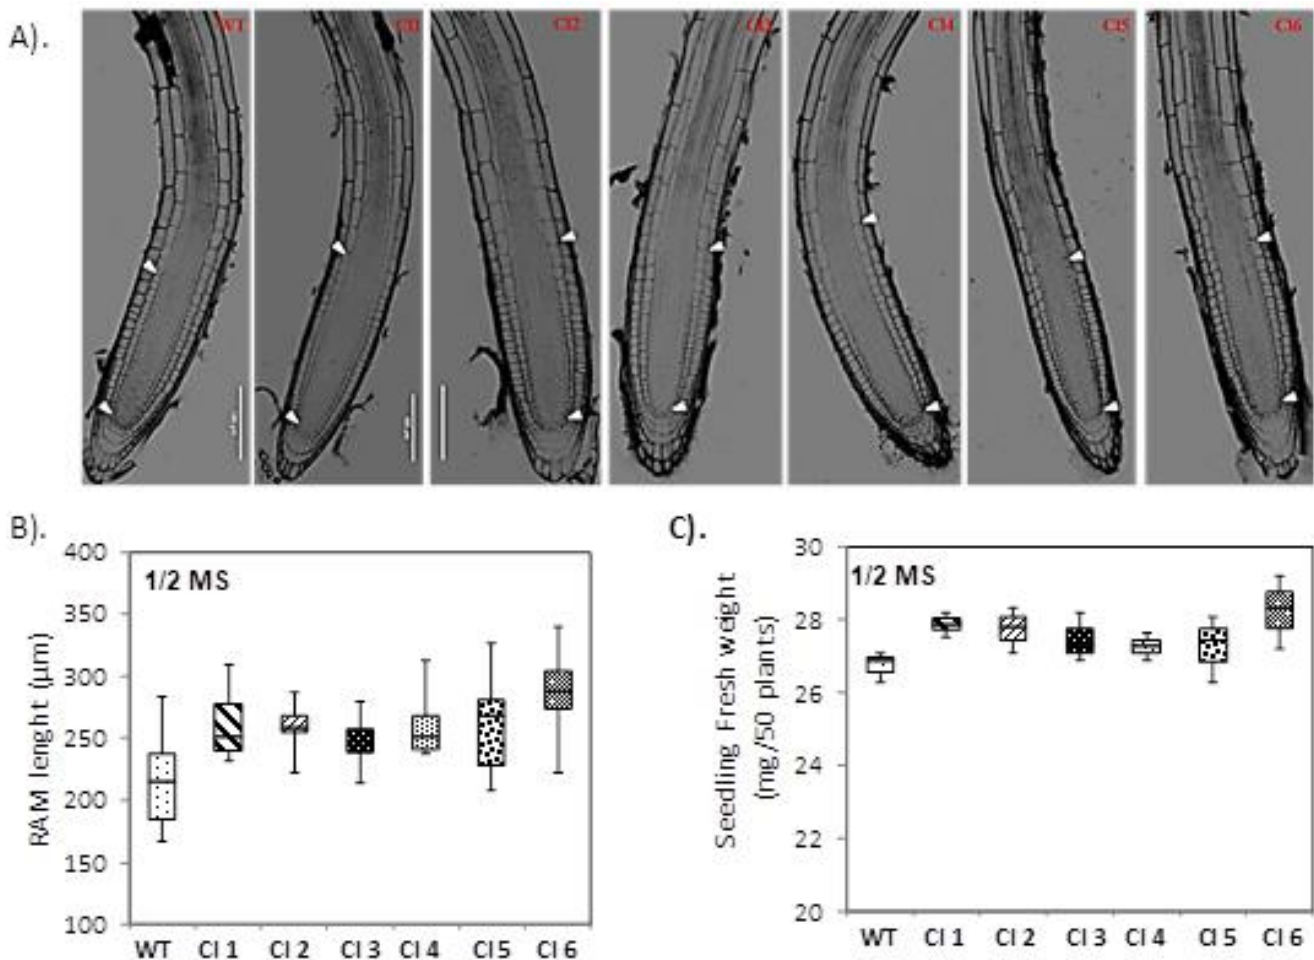 A).
WT
Cl1
Cl2
Cl3
Cl4
Cl5
Cl6
B).
RAM lenght (µm)
400
350
300
250
200
150
100
1/2 MS
WT Cl 1 Cl 2 Cl 3 Cl 4 Cl 5 Cl 6
C).
Seedling Fresh weight
(mg/50 plants)
30
28
26
24
22
20
1/2 MS
WT Cl 1 Cl 2 Cl 3 Cl 4 Cl 5 Cl 6